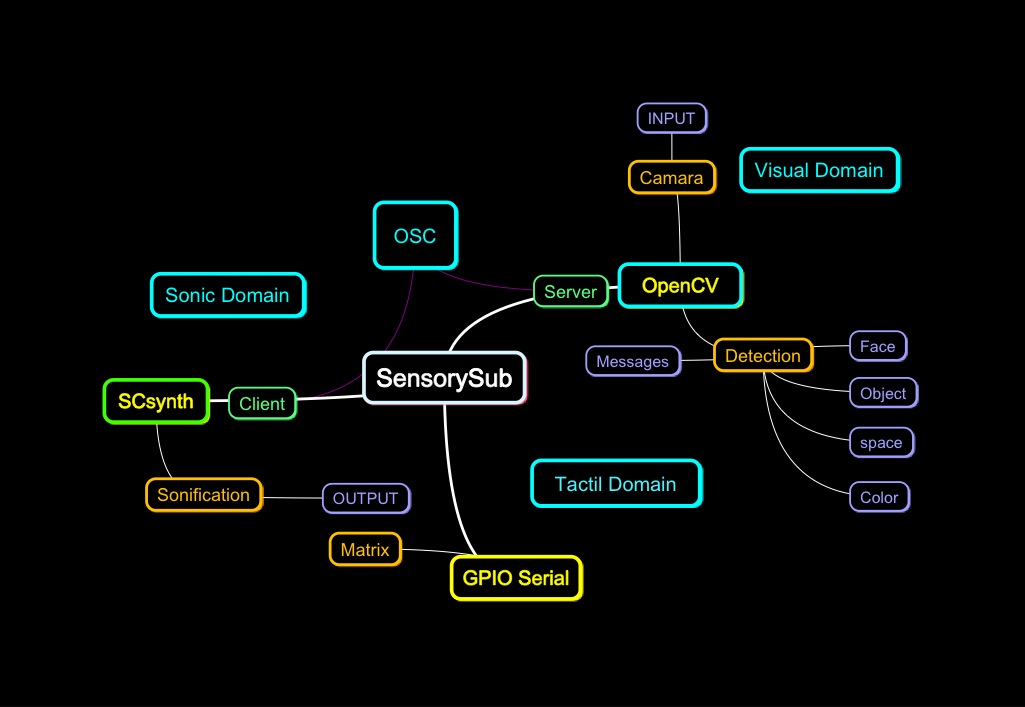 INPUT
Camara
Visual Domain
OSC
Sonic Domain
Server
OpenCV
Messages
Detection
Face
SensorySub
SCsynth
Client
Object
space
Tactil Domain
Color
Sonification
OUTPUT
Matrix
GPIO Serial